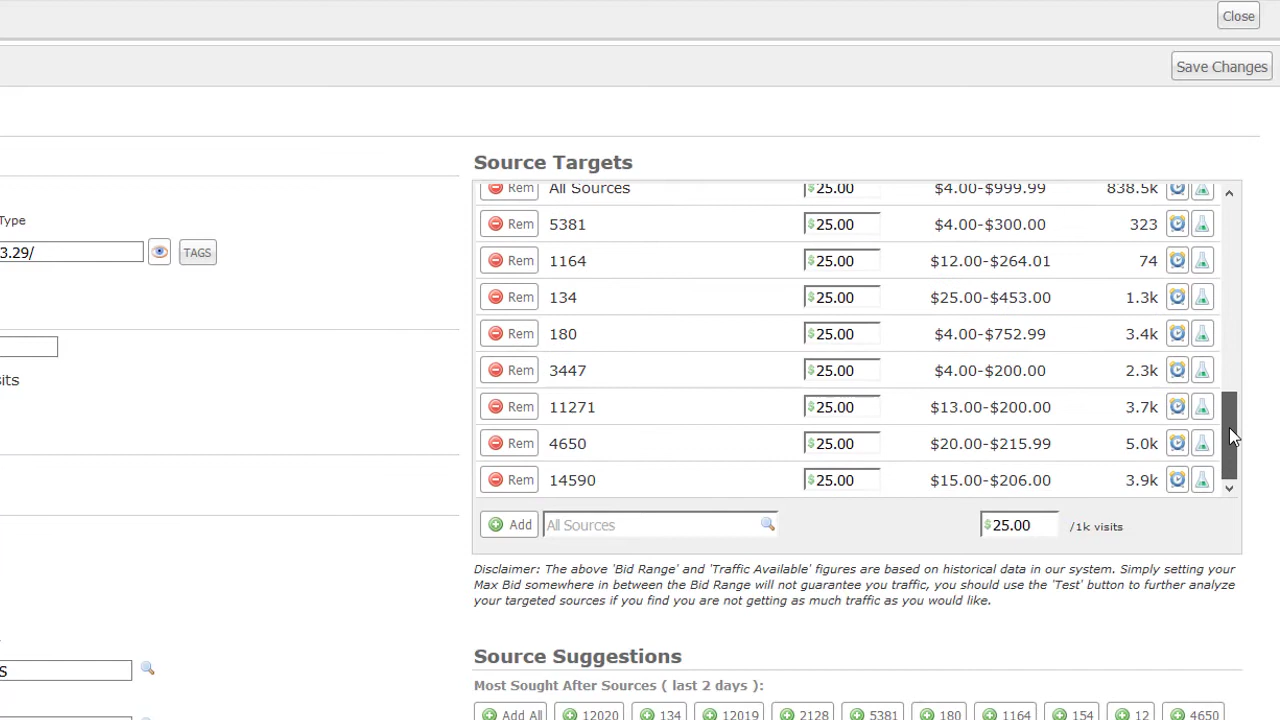 Close
Save Changes
Source Targets
Type
3.29/ TAGS
its
S
Rem All Sources $25.00 $4.00-$999.99 838.5k
Rem 5381 $25.00 $4.00-$300.00 323
Rem 1164 $25.00 $12.00-$264.01 74
Rem 134 $25.00 $25.00-$453.00 1.3k
Rem 180 $25.00 $4.00-$752.99 3.4k
Rem 3447 $25.00 $4.00-$200.00 2.3k
Rem 11271 $25.00 $13.00-$200.00 3.7k
Rem 4650 $25.00 $20.00-$215.99 5.0k
Rem 14590 $25.00 $15.00-$206.00 3.9k
Add All Sources $25.00 /1k visits
Disclaimer: The above 'Bid Range' and 'Traffic Available' figures are based on historical data in our system. Simply setting your
Max Bid somewhere in between the Bid Range will not guarantee you traffic, you should use the 'Test' button to further analyze
your targeted sources if you find you are not getting as much traffic as you would like.
Source Suggestions
Most Sought After Sources ( last 2 days ):
Add All 12020 134 12019 2128 5381 180 1164 154 12 4650